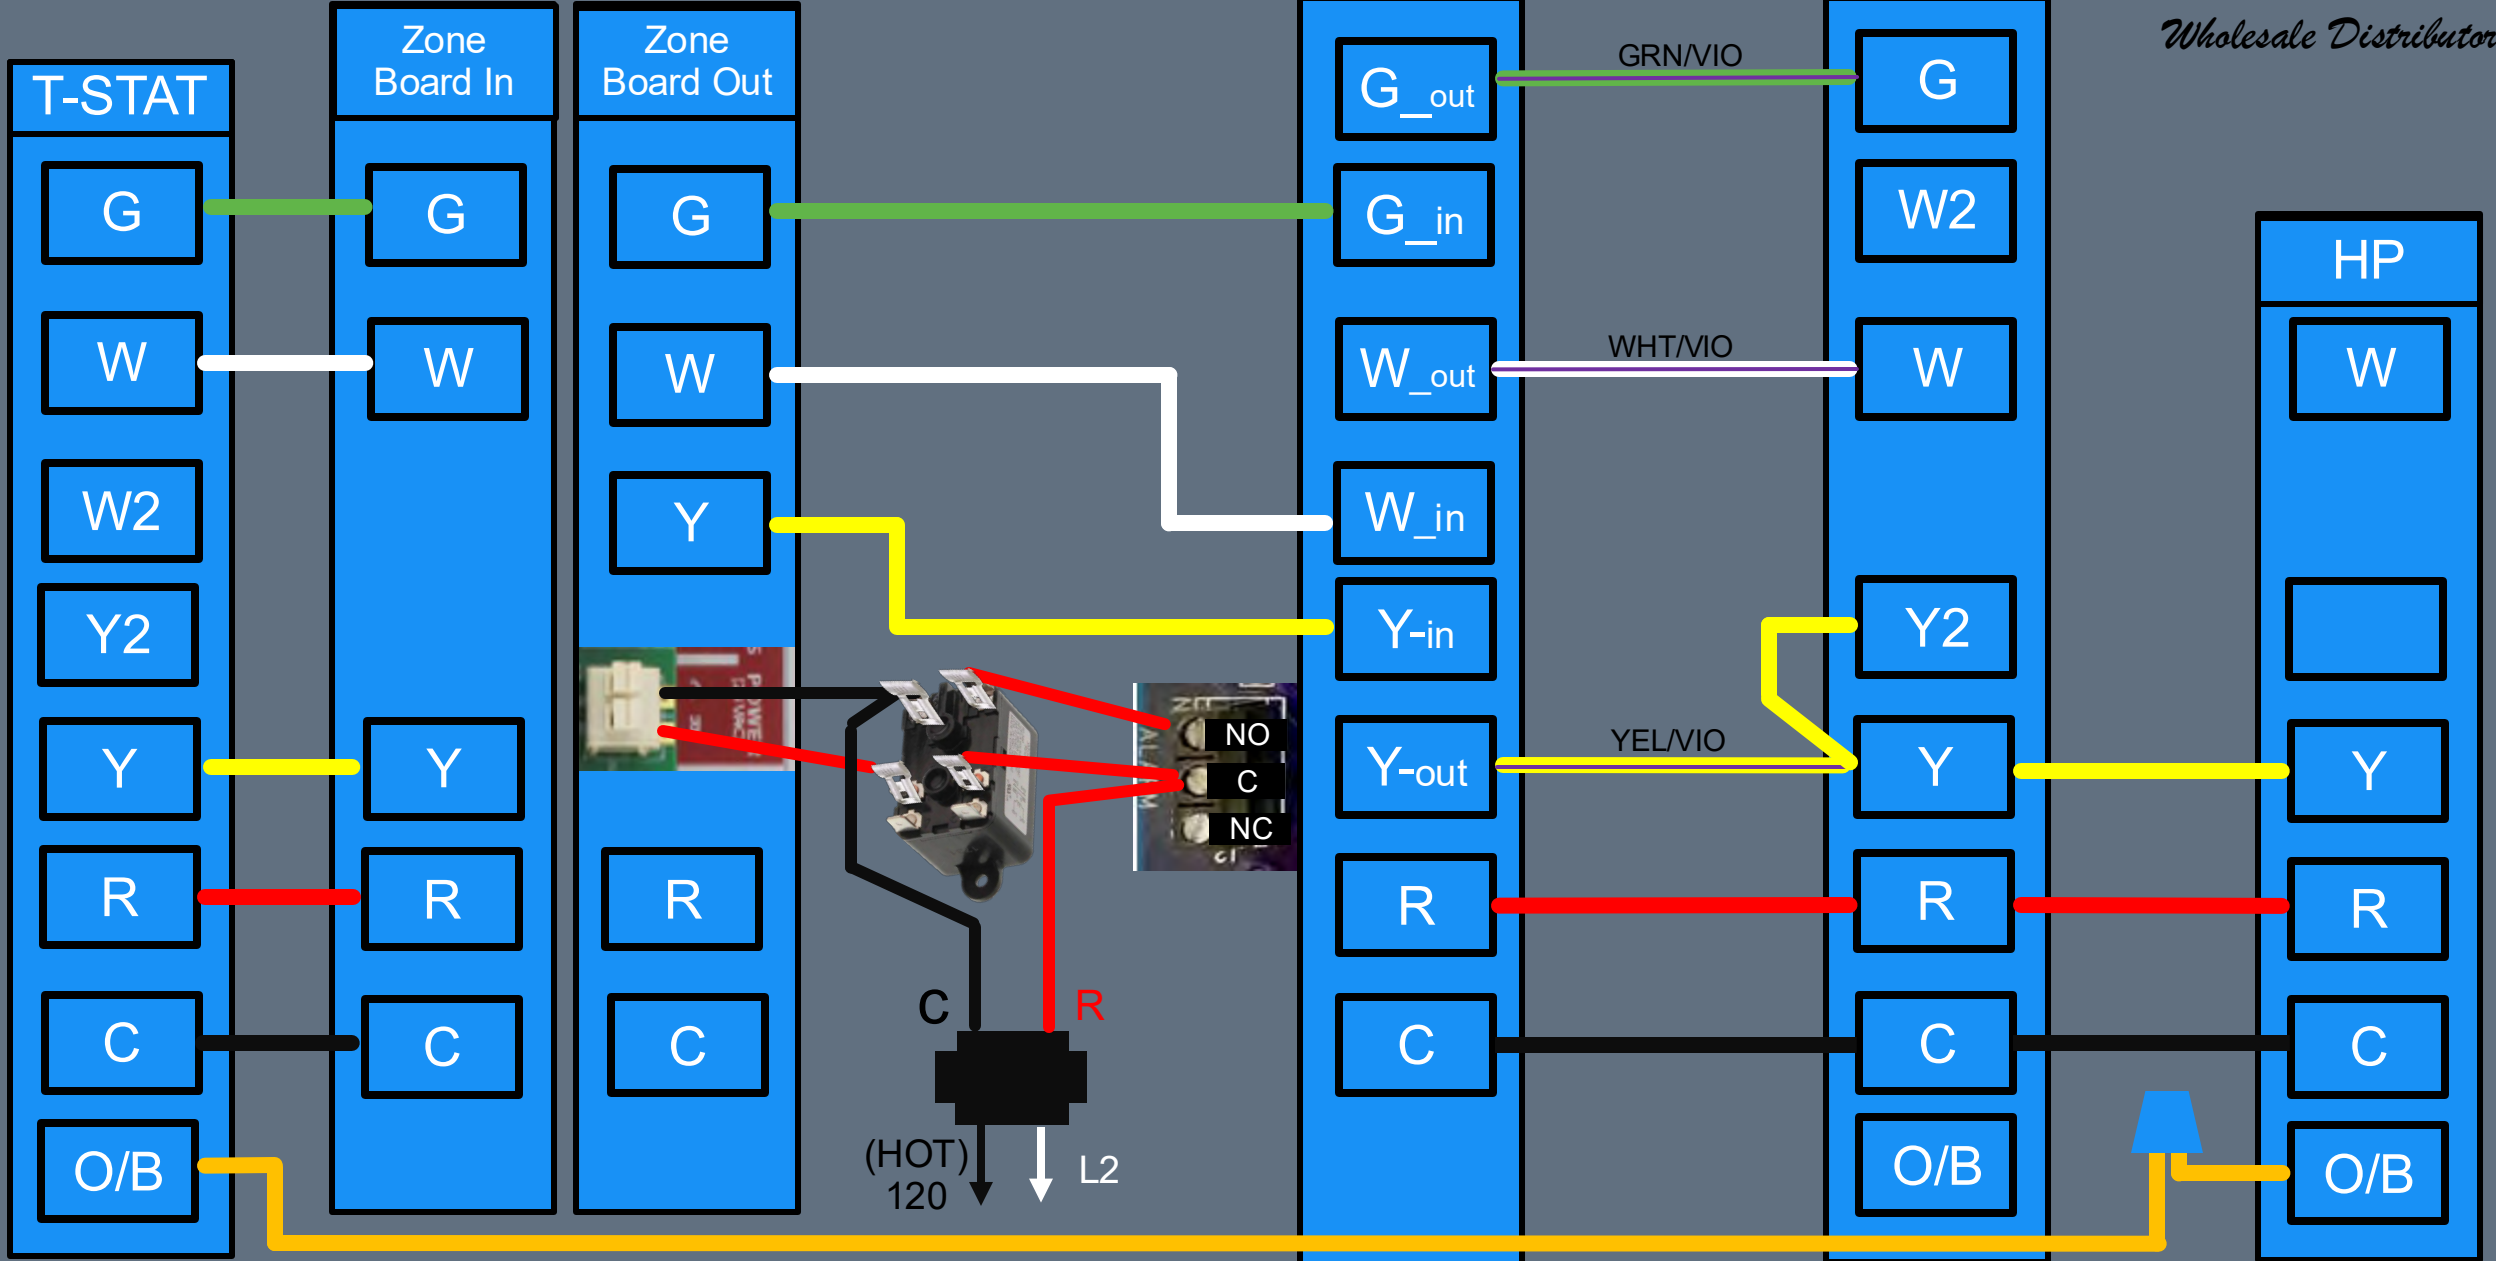 Wholesale Distributor
T-STAT
G
W
W2
Y2
Y
R
C
O/B
Zone
Board In
G
W
Y
R
C
Zone
Board Out
G
W
Y
R
C
NO
C
NC
C
R
(HOT)
120
L2
G_out
G_in
W_out
W_in
Y-in
Y-out
R
C
GRN/VIO
WHT/VIO
YEL/VIO
G
W2
W
Y2
Y
R
C
O/B
HP
W
Y
R
C
O/B